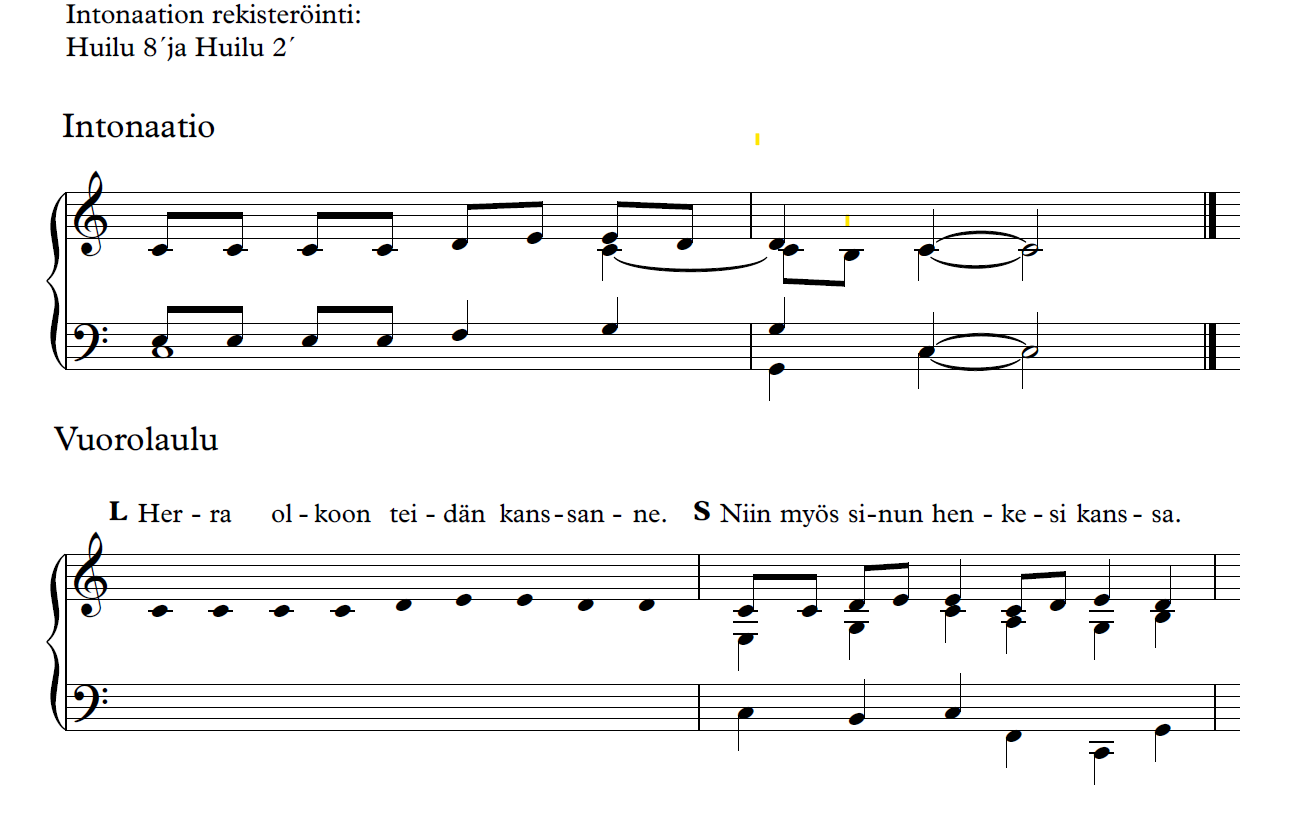 Intonaation rekisteröinti:
Huilu 8´ja Huilu 2´
Intonaatio
Vuorolaulu
L Her - ra ol - koon tei - dän kans - san - ne. S Niin myös si-nun hen - ke - si kans - sa.